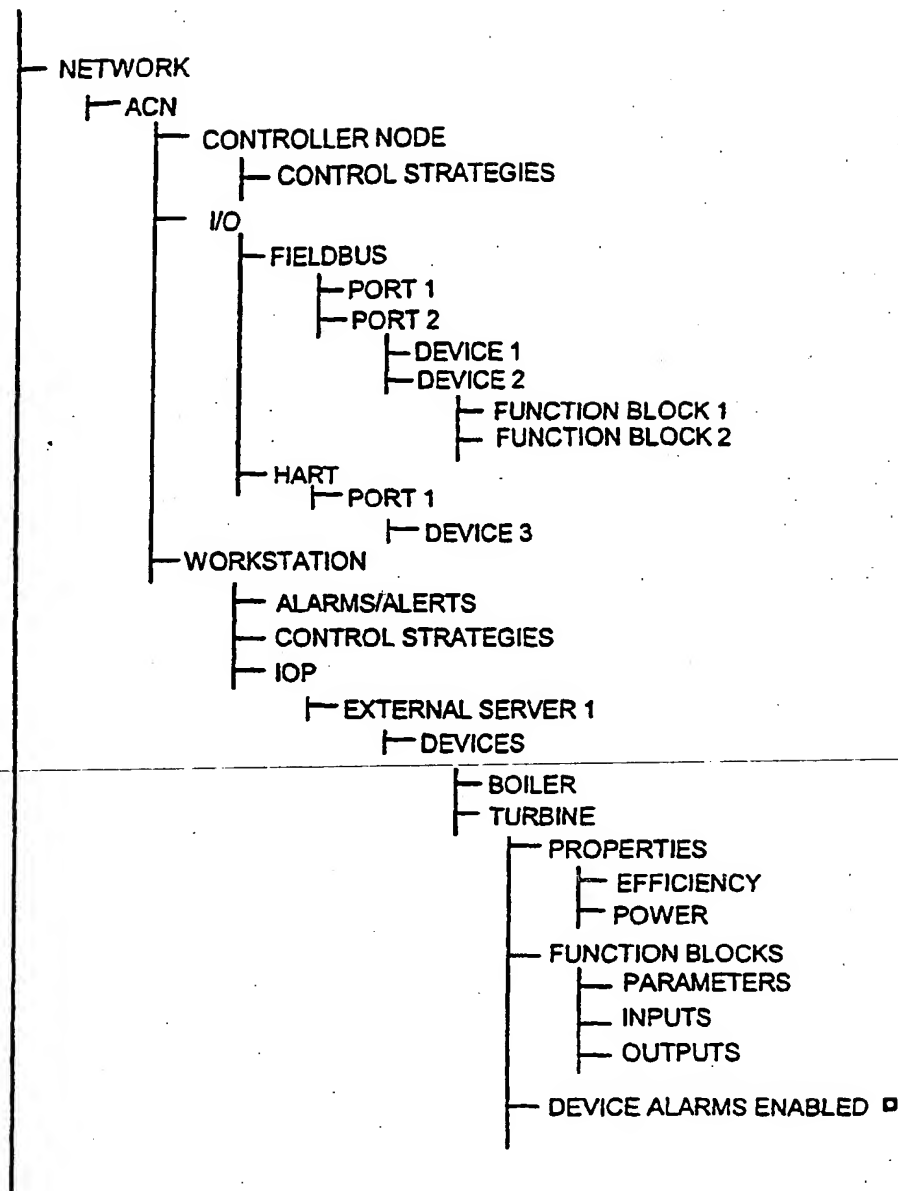 NETWORK
ACN
CONTROLLER NODE
CONTROL STRATEGIES
I/O
FIELDBUS
PORT 1
PORT 2
DEVICE 1
DEVICE 2
FUNCTION BLOCK 1
FUNCTION BLOCK 2
HART
PORT 1
DEVICE 3
WORKSTATION
ALARMS/ALERTS
CONTROL STRATEGIES
IOP
EXTERNAL SERVER 1
DEVICES
BOILER
TURBINE
PROPERTIES
EFFICIENCY
POWER
FUNCTION BLOCKS
PARAMETERS
INPUTS
OUTPUTS
DEVICE ALARMS ENABLED